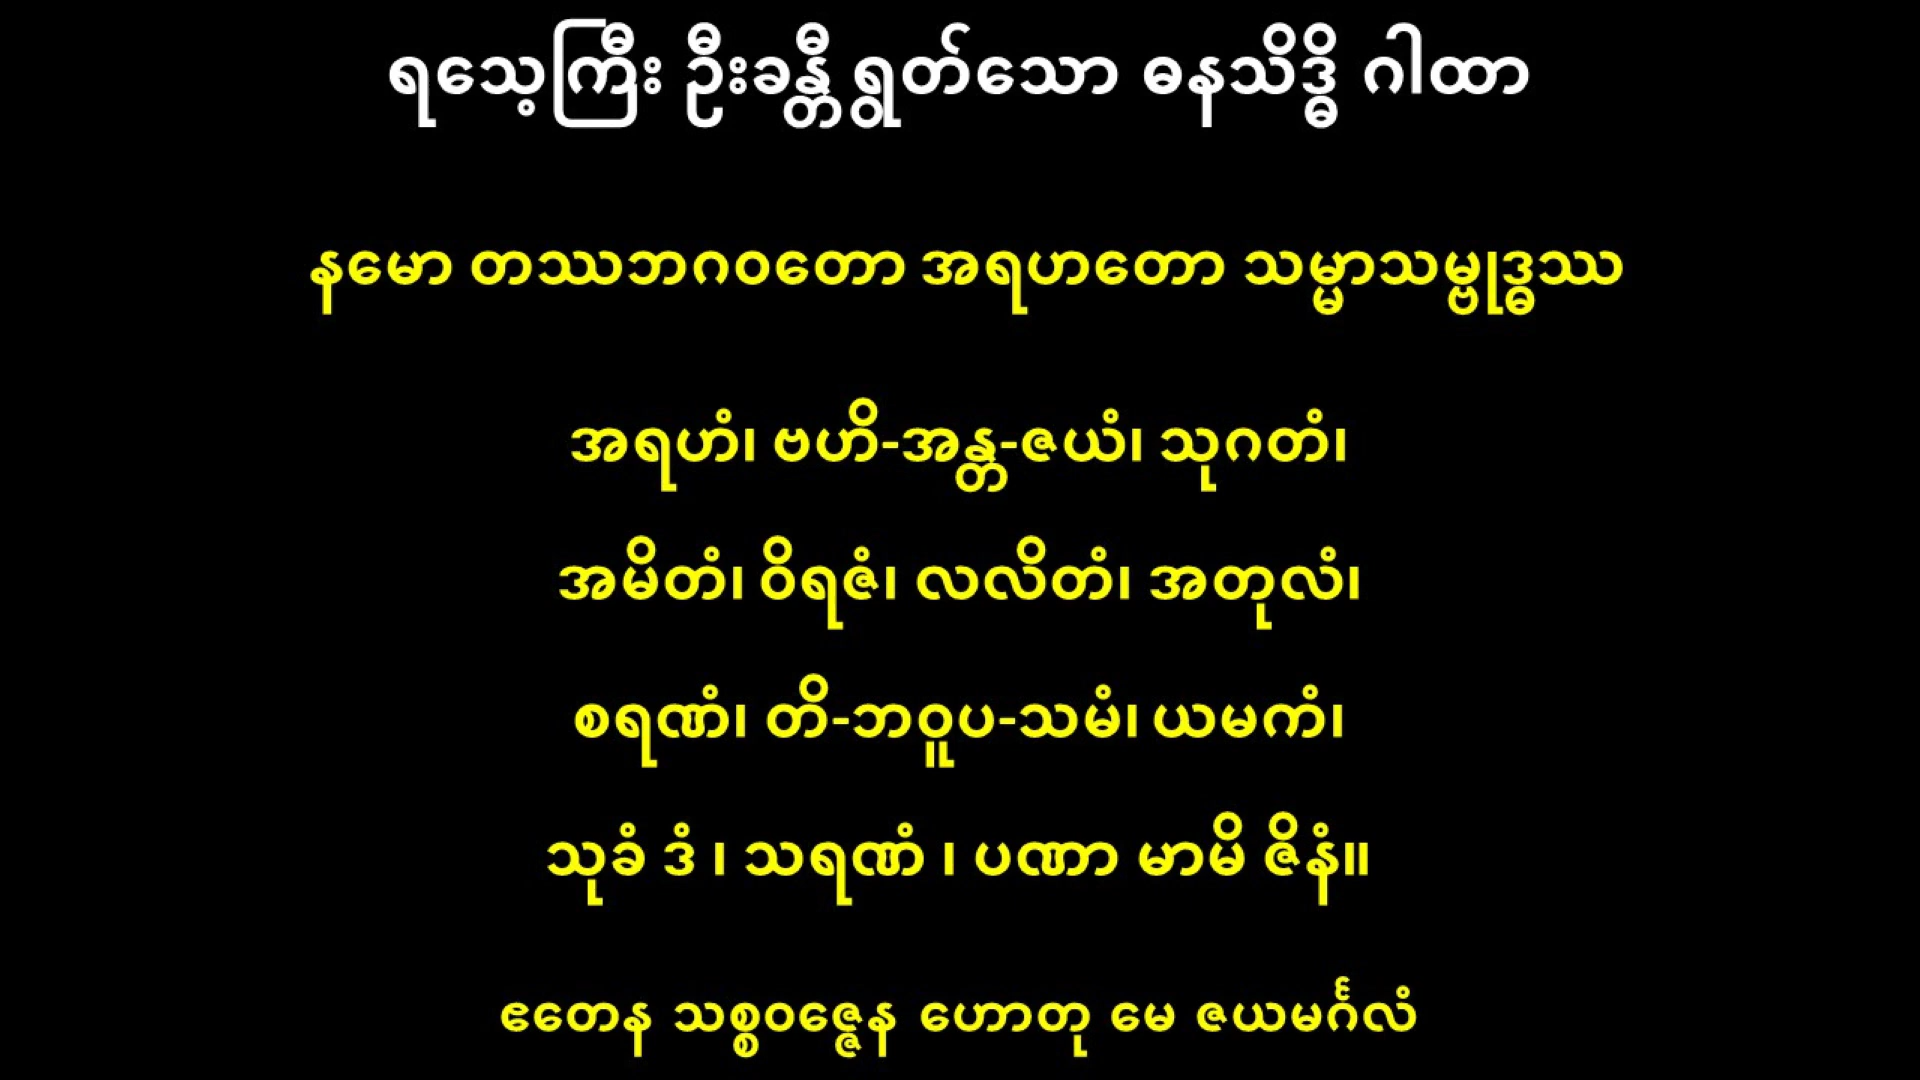 ရသေ့ကြီး ဦးခန္တီ ရွတ်သော ဓနသိဒ္ဓိ ဂါထာ
နမော တဿဘဂဝတော အရဟတော သမ္မာသမ္ဗုဒ္ဓဿ
အရဟံ၊ ဗဟိ-အန္တ-ဇယံ၊ သုဂတံ၊
အမိတံ၊ ဝိရဇံ၊ လလိတံ၊ အတုလံ၊
စရဏံ၊ တိ-ဘဝူပ-သမံ၊ ယမကံ၊
သုခံ ဒံ ၊ သရဏံ ၊ ပဏာ မာမိ ဇိနံ။
ဧတေန သစ္စဝဇ္ဇေန ဟောတု မေ ဇယမင်္ဂလံ